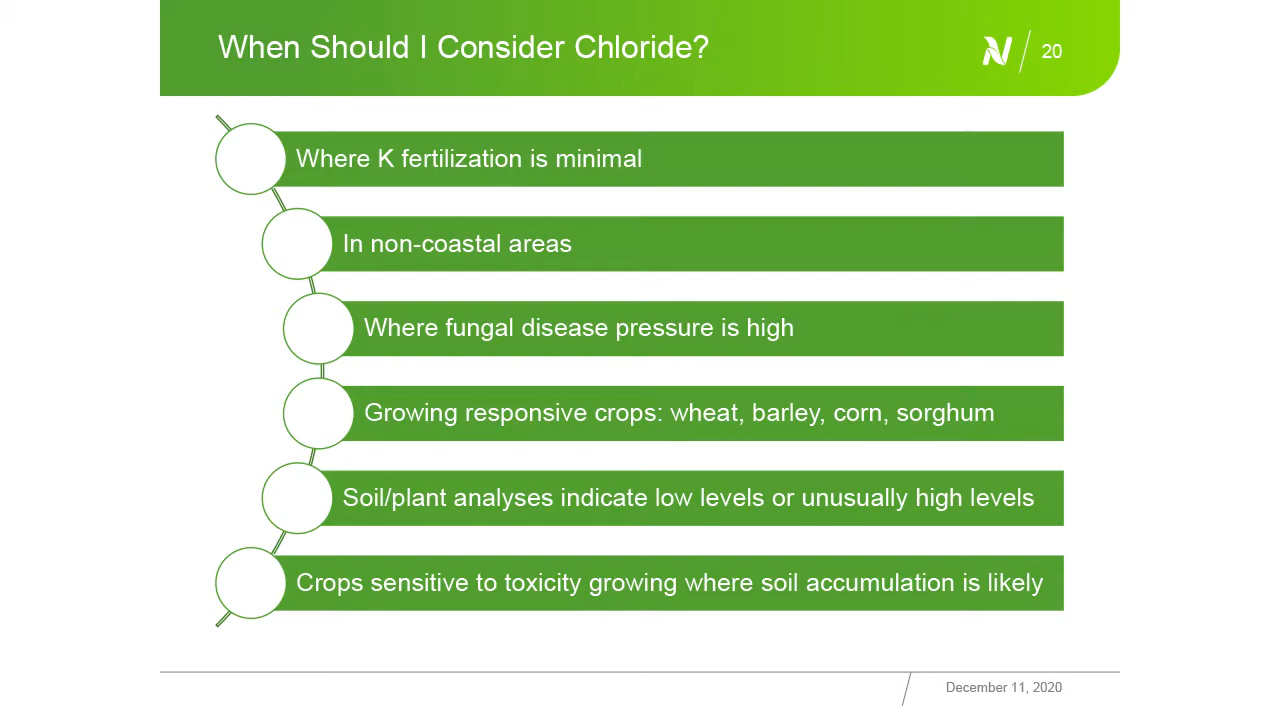 When Should I Consider Chloride?
20
Where K fertilization is minimal
In non-coastal areas
Where fungal disease pressure is high
Growing responsive crops: wheat, barley, corn, sorghum
Soil/plant analyses indicate low levels or unusually high levels
Crops sensitive to toxicity growing where soil accumulation is likely
December 11, 2020